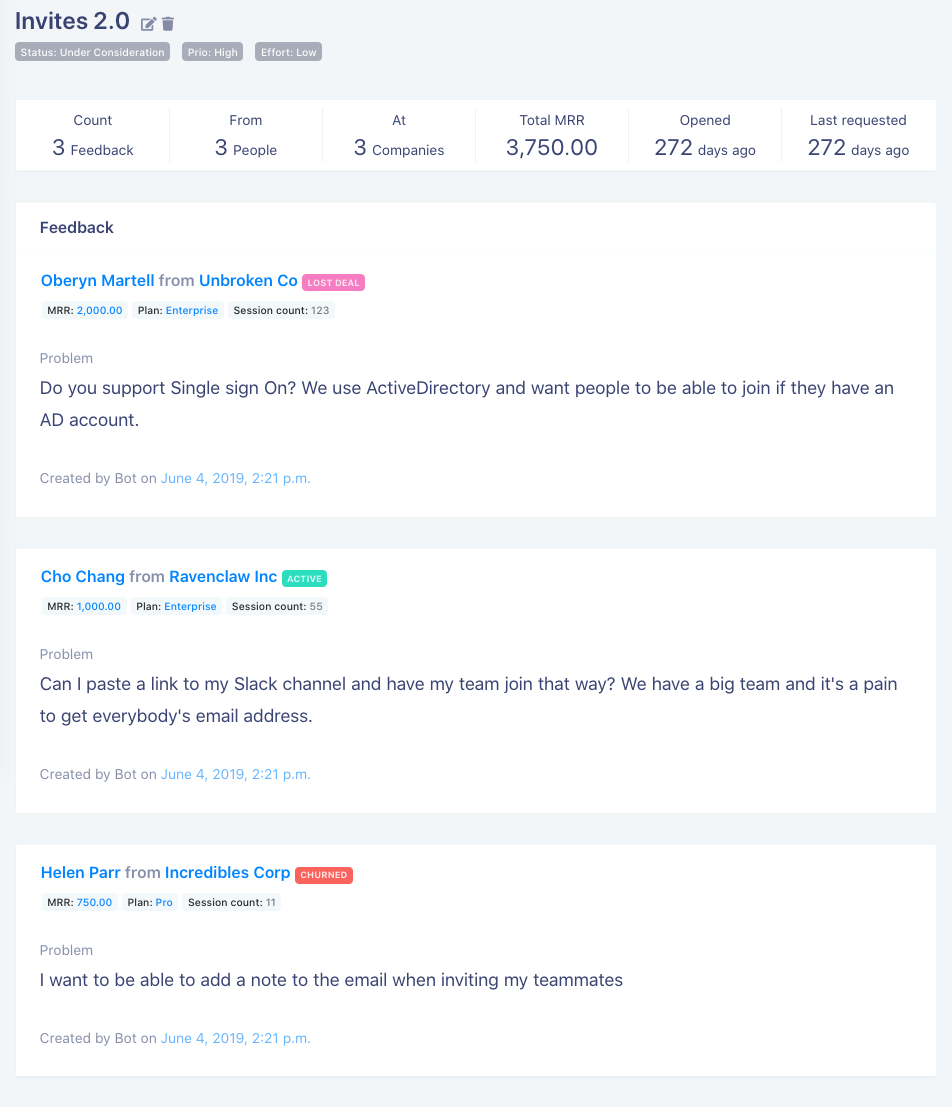 Invites 2.0
Status: Under Consideration Prio: High Effort: Low
Count From At Total MRR Opened Last requested
3 Feedback 3 People 3 Companies 3,750.00 272 days ago 272 days ago
Feedback
Oberyn Martell from Unbroken Co LOST DEAL
MRR: 2,000.00 Plan: Enterprise Session count: 123
Problem
Do you support Single sign On? We use ActiveDirectory and want people to be able to join if they have an
AD account.
Created by Bot on June 4, 2019, 2:21 p.m.
Cho Chang from Ravenclaw Inc ACTIVE
MRR: 1,000.00 Plan: Enterprise Session count: 55
Problem
Can I paste a link to my Slack channel and have my team join that way? We have a big team and it's a pain
to get everybody's email address.
Created by Bot on June 4, 2019, 2:21 p.m.
Helen Parr from Incredibles Corp CHURNED
MRR: 750.00 Plan: Pro Session count: 11
Problem
I want to be able to add a note to the email when inviting my teammates
Created by Bot on June 4, 2019, 2:21 p.m.